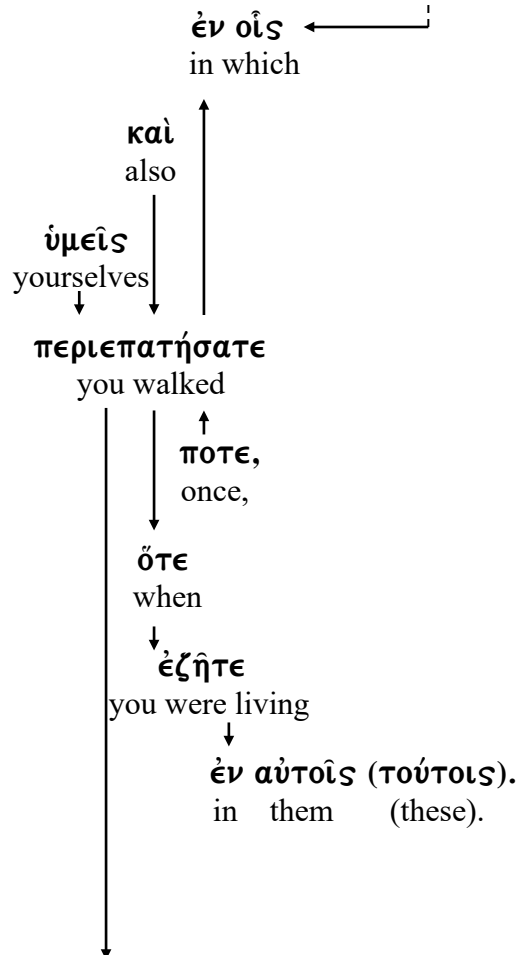 ἐν οἷς
in which
καὶ
also
ὑμεῖς
yourselves
περιεπατήσατε
you walked
ποτε,
once,
ὅτε
when
ἐζῆτε
you were living
ἐν αὐτοῖς (τούτοις).
in them (these).